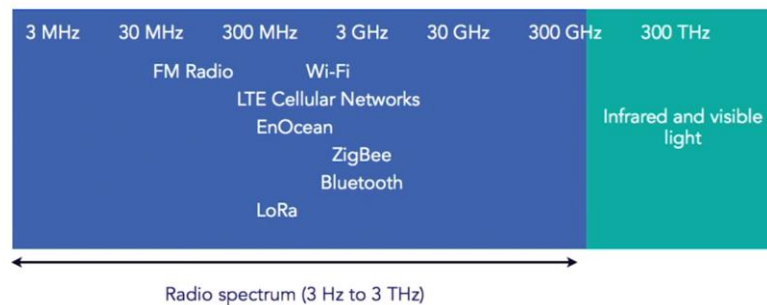 3 MHz 30 MHz 300 MHz 3 GHz 30 GHz 300 GHz 300 THz
FM Radio Wi-Fi
LTE Cellular Networks
EnOcean
ZigBee
Bluetooth
LoRa
Infrared and visible
light
Radio spectrum (3 Hz to 3 THz)